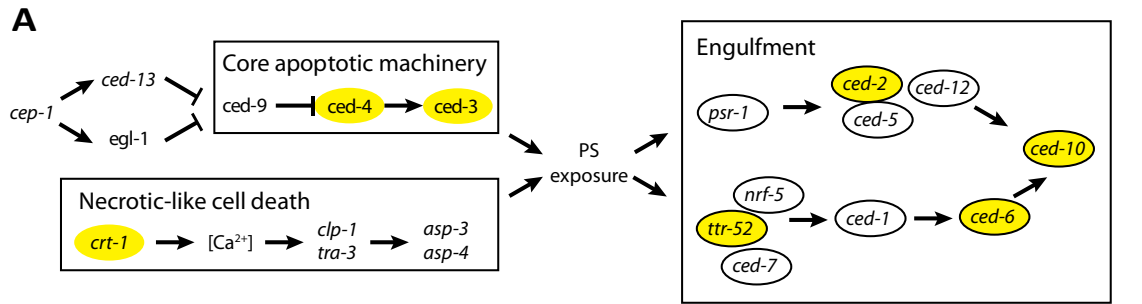 A
Engulfment
Core apoptotic machinery
ced-13
cep-1
egl-1
ced-9
ced-4
ced-3
PS
exposure
psr-1
ced-2
ced-12
ced-5
ced-10
Necrotic-like cell death
crt-1
[Ca²⁺]
clp-1
tra-3
asp-3
asp-4
nrf-5
ttr-52
ced-7
ced-1
ced-6